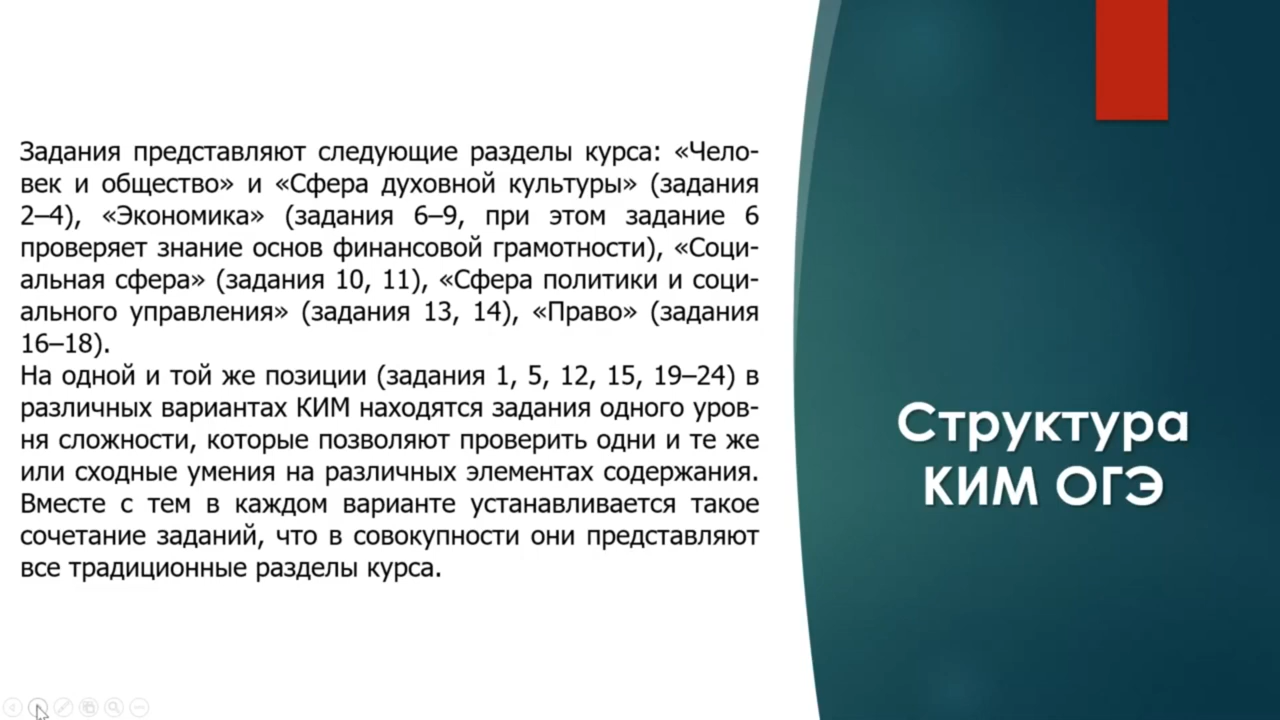 Задания представляют следующие разделы курса: «Чело-
век и общество» и «Сфера духовной культуры» (задания
2–4), «Экономика» (задания 6–9, при этом задание 6
проверяет знание основ финансовой грамотности), «Соци-
альная сфера» (задания 10, 11), «Сфера политики и соци-
ального управления» (задания 13, 14), «Право» (задания
16–18).
На одной и той же позиции (задания 1, 5, 12, 15, 19–24) в
различных вариантах КИМ находятся задания одного уров-
ня сложности, которые позволяют проверить одни и те же
или сходные умения на различных элементах содержания.
Вместе с тем в каждом варианте устанавливается такое
сочетание заданий, что в совокупности они представляют
все традиционные разделы курса.
Структура
КИМ ОГЭ